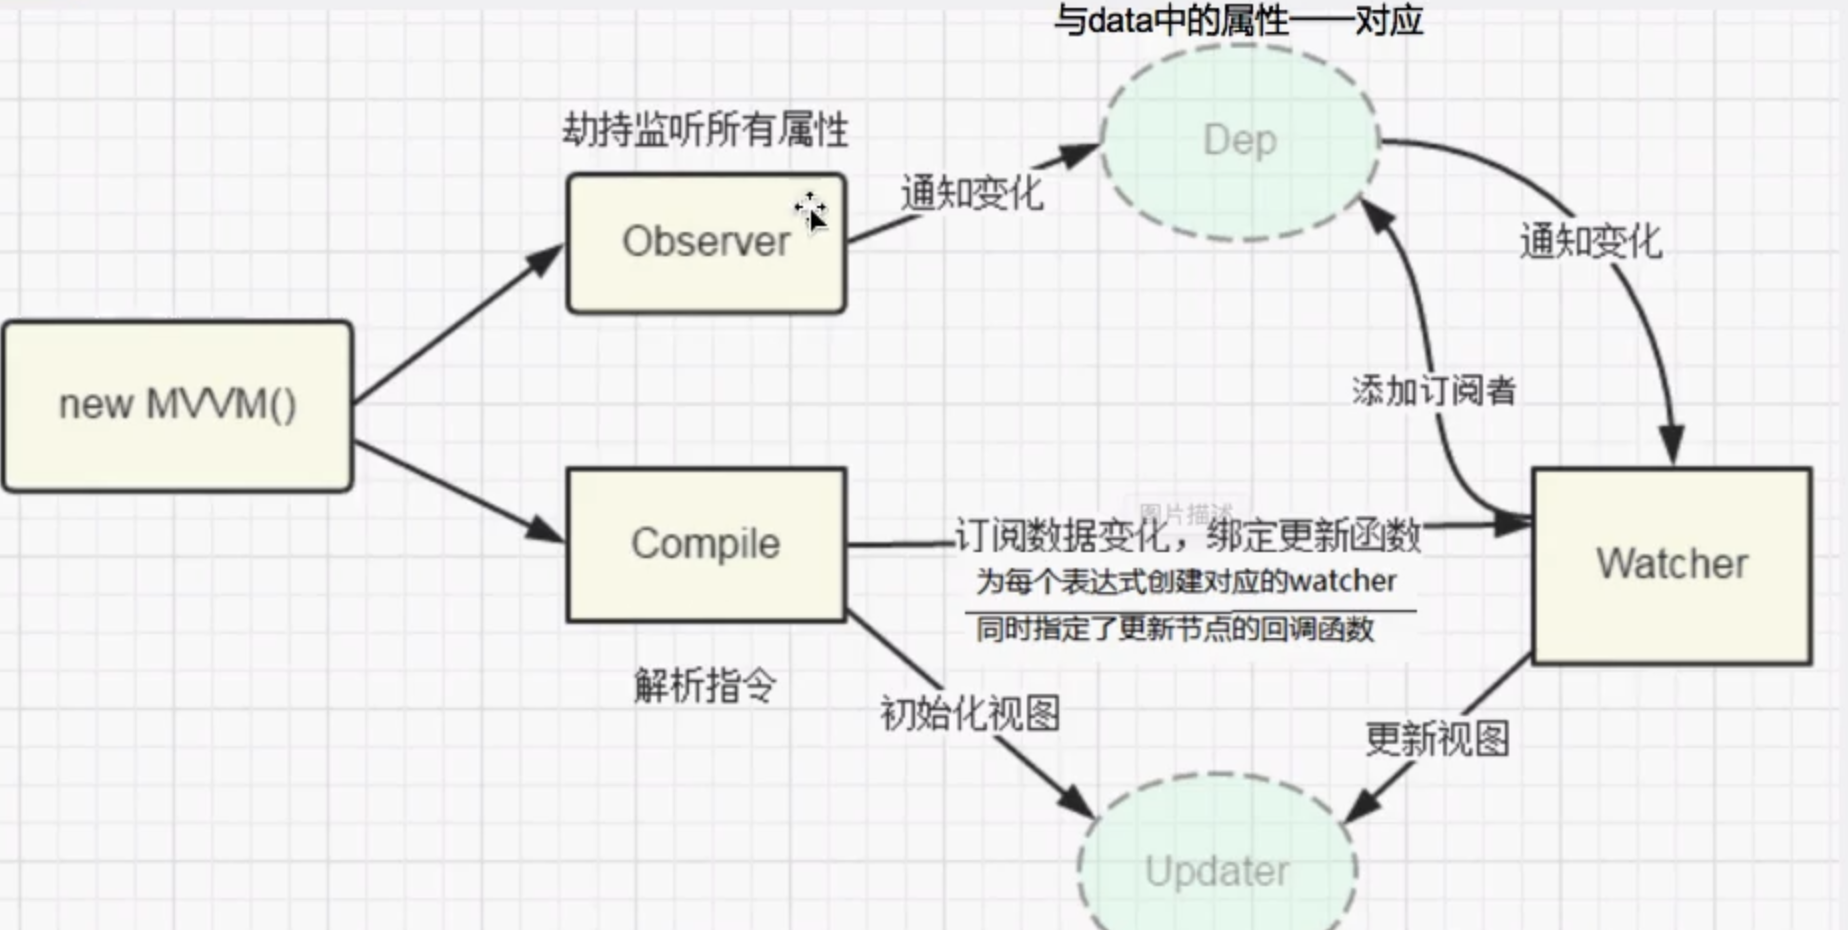 与data中的属性一一对应
劫持监听所有属性
Dep
通知变化
Observer
通知变化
new MVVM()
添加订阅者
图片描述
订阅数据变化，绑定更新函数
Compile
为每个表达式创建对应的watcher
Watcher
同时指定了更新节点的回调函数
解析指令
初始化视图
更新视图
Updater